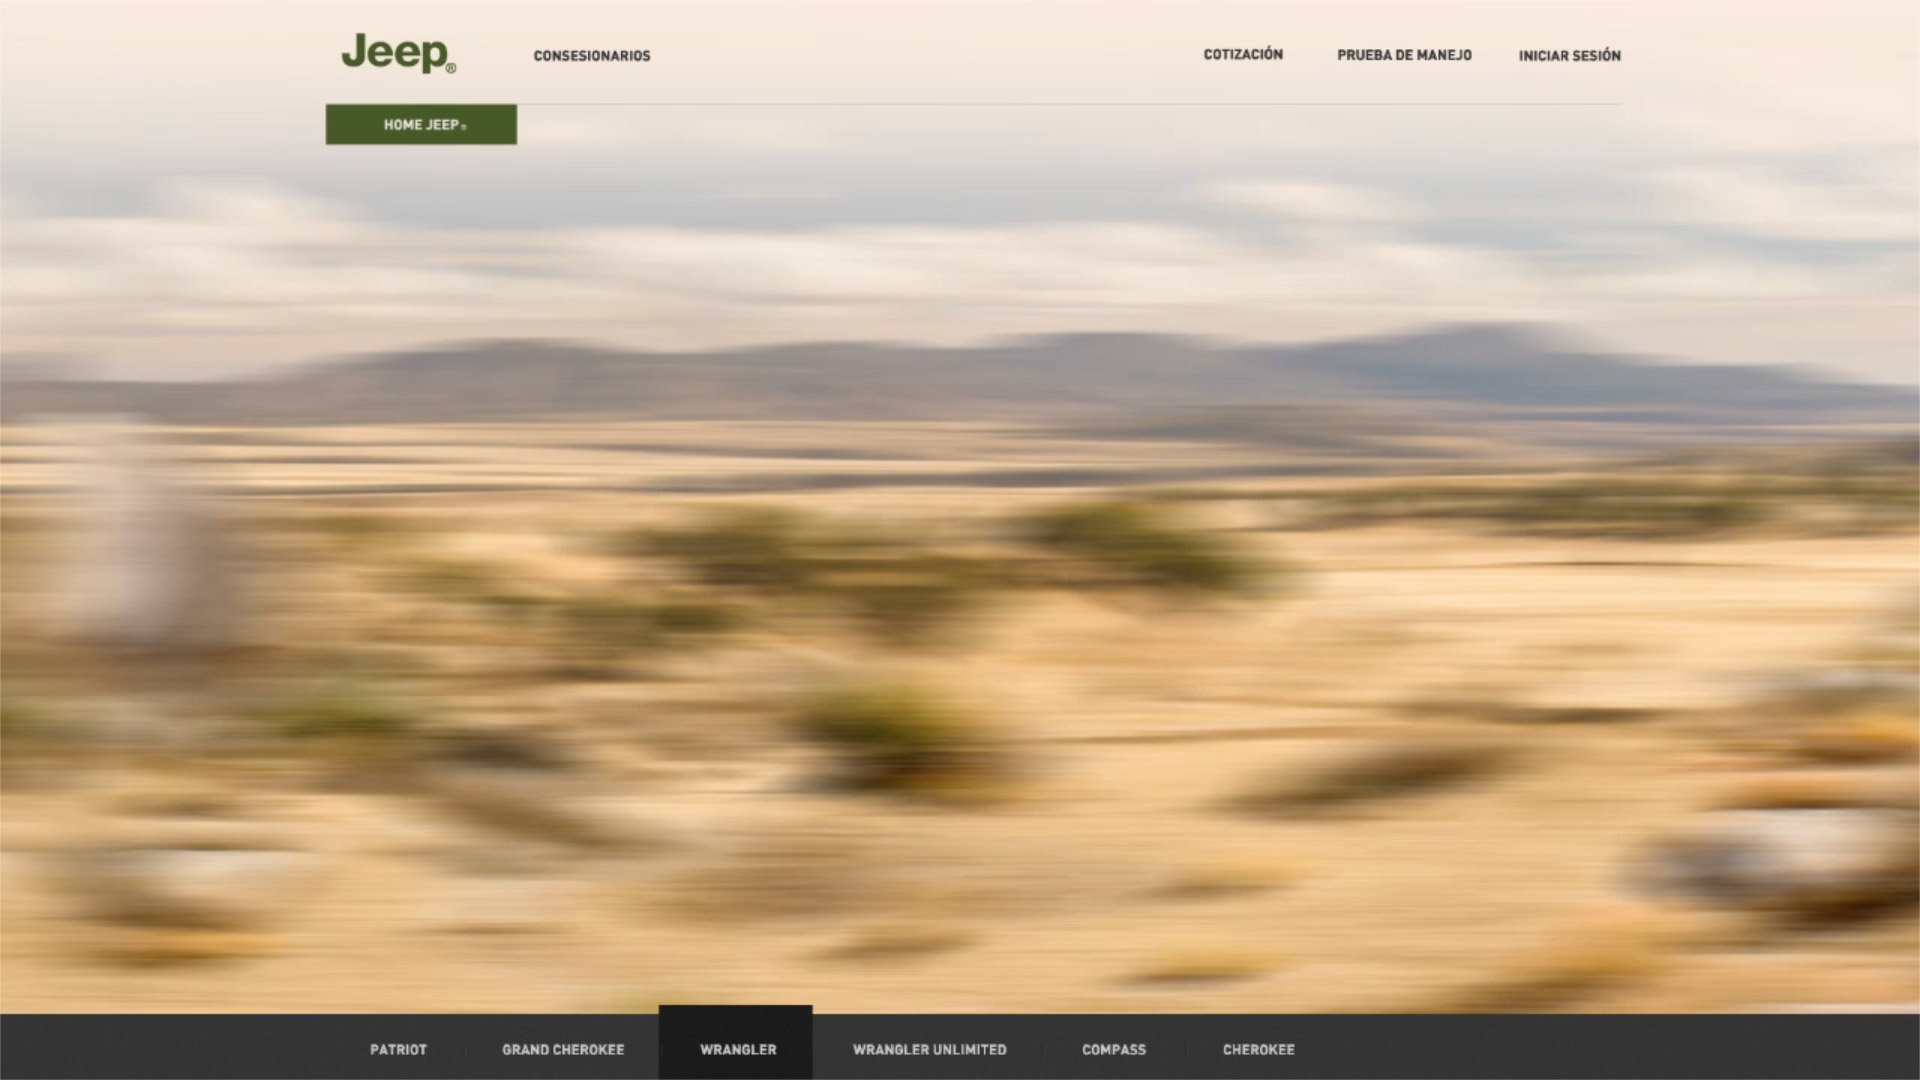 Jeep®
CONSESIONARIOS
COTIZACIÓN
PRUEBA DE MANEJO
INICIAR SESIÓN
HOME JEEP®
PATRIOT
GRAND CHEROKEE
WRANGLER
WRANGLER UNLIMITED
COMPASS
CHEROKEE